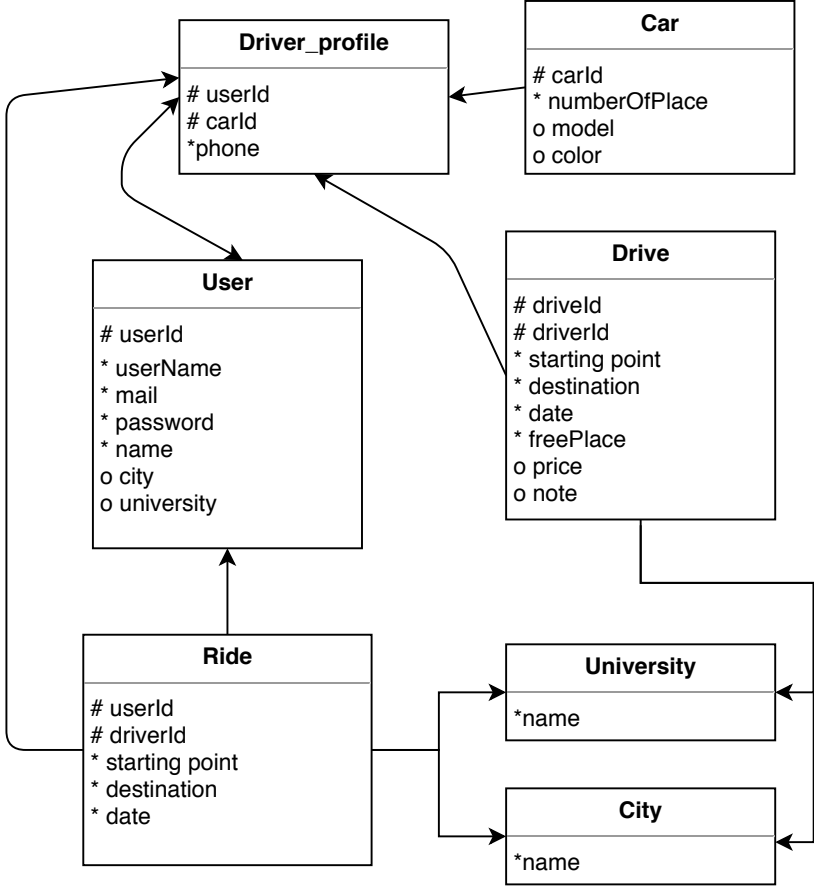 Driver_profile
# userId
# carId
*phone
Car
# carId
* numberOfPlace
o model
o color
User
# userId
* userName
* mail
* password
* name
o city
o university
Drive
# driveId
# driverId
* starting point
* destination
* date
* freePlace
o price
o note
Ride
# userId
# driverId
* starting point
* destination
* date
University
*name
City
*name